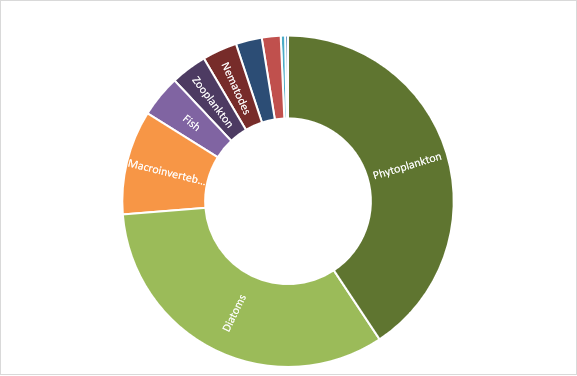 Phytoplankton
Diatoms
Macroinverteb...
Fish
Zooplankton
Nematodes